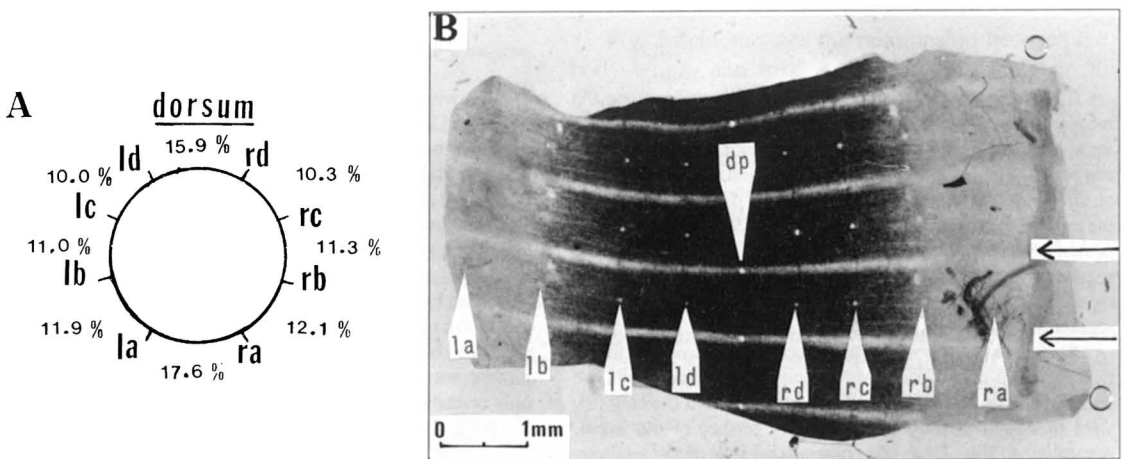 A
dorsum
15.9 %
ld rd
10.0 % 10.3 %
lc rc
11.0 % 11.3 %
lb rb
11.9 % 12.1 %
la ra
17.6 %
B
dp
la lb lc ld rd rc rb ra
0 1mm